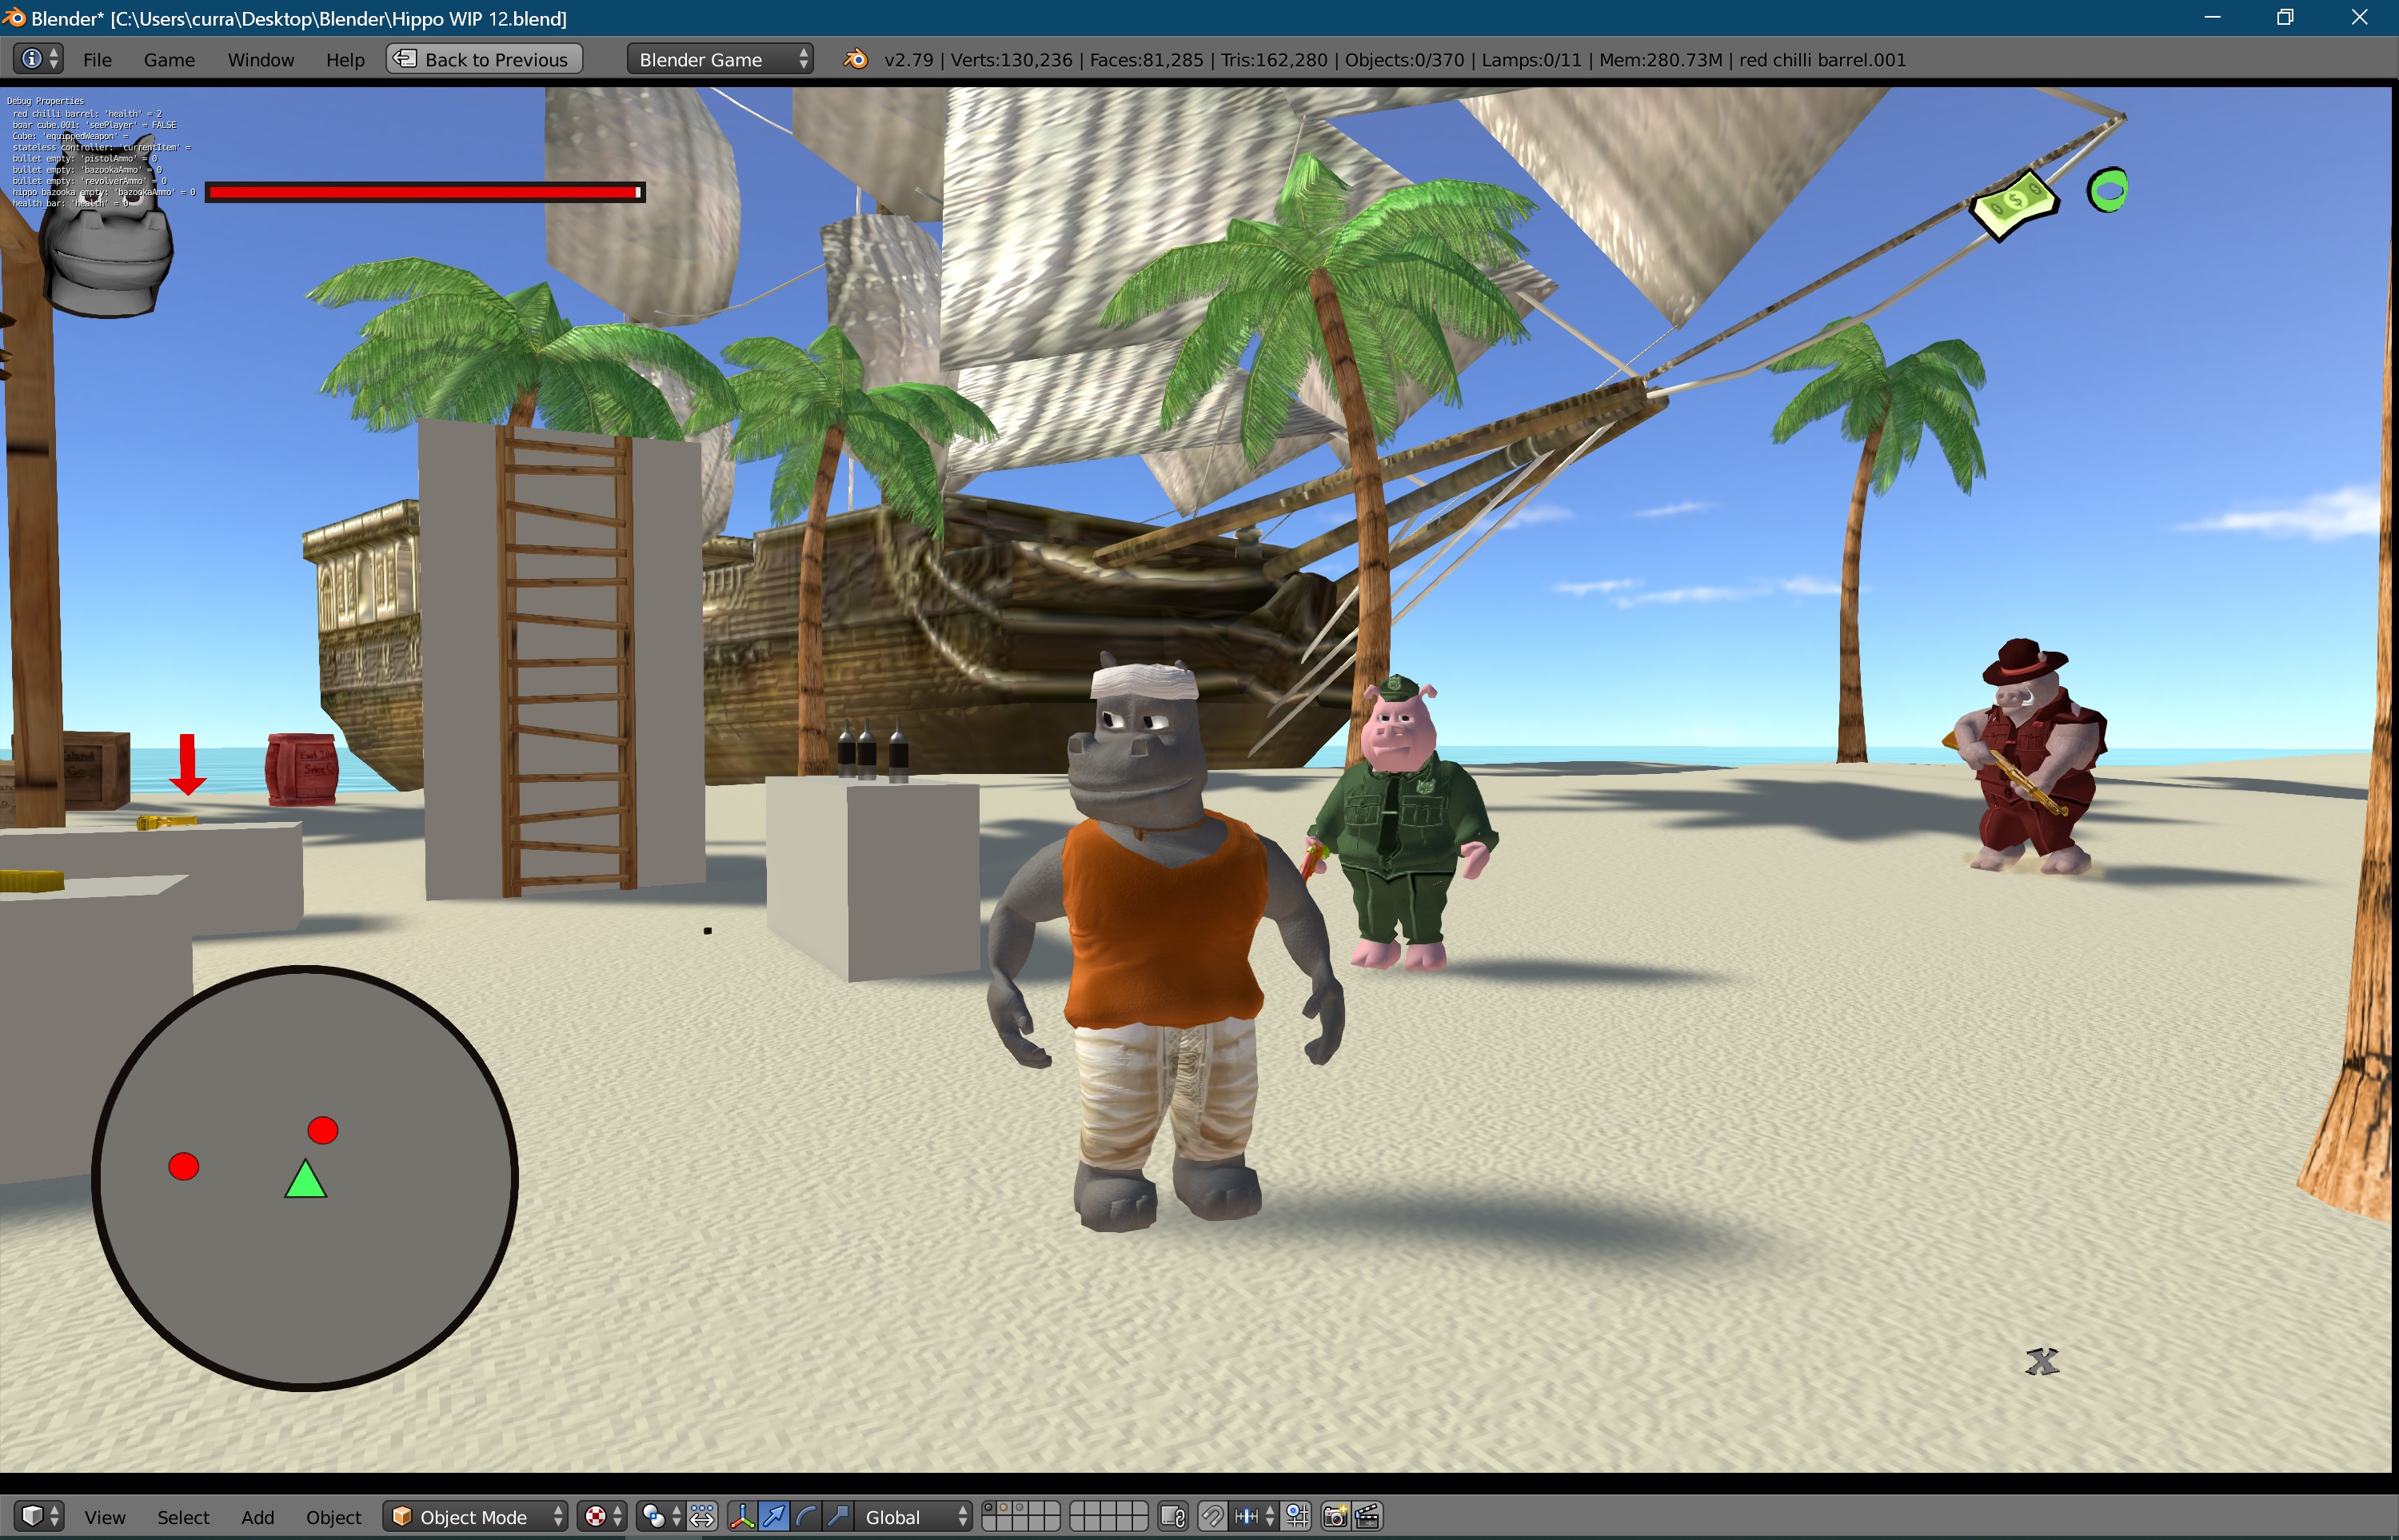 Blender* [C:\Users\curra\Desktop\Blender\Hippo WIP 12.blend]
File Game Window Help Back to Previous Blender Game v2.79 | Verts:130,236 | Faces:81,285 | Tris:162,280 | Objects:0/370 | Lamps:0/11 | Mem:280.73M | red chilli barrel.001
Debug Properties
red chilli barrel: 'health' = 2
boar cube.001: 'seePlayer' = FALSE
Cube: 'equippedWeapon' =
stateless controller: 'currentItem' =
bullet empty: 'pistolAmmo' = 0
bullet empty: 'bazookaAmmo' = 0
bullet empty: 'revolverAmmo' = 0
hippo bazooka empty: 'bazookaAmmo' = 0
health bar: 'health' = 0
x
View Select Add Object Object Mode Global